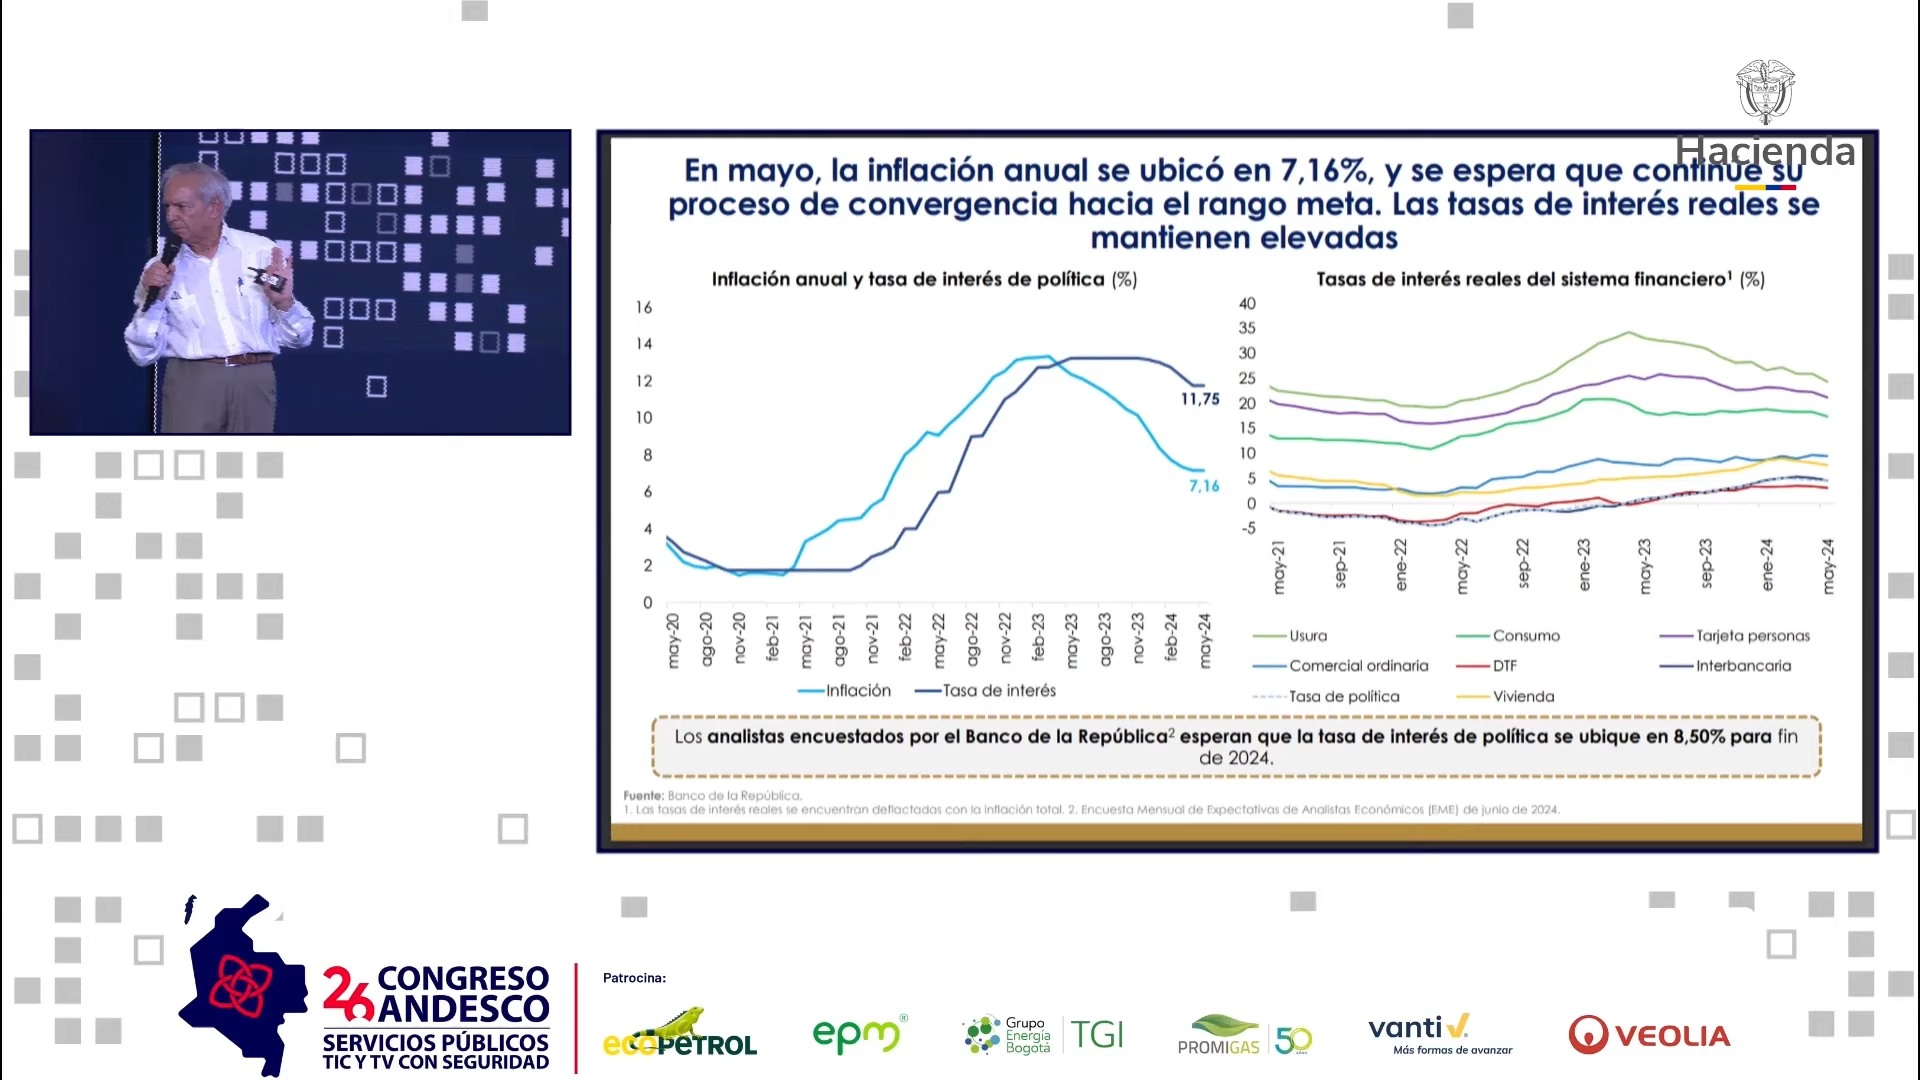 Hacienda
En mayo, la inflación anual se ubicó en 7,16%, y se espera que continúe su
proceso de convergencia hacia el rango meta. Las tasas de interés reales se
mantienen elevadas
Inflación anual y tasa de interés de política (%)
16
14
12
10
8
6
4
2
0
11,75
7,16
may-20
ago-20
nov-20
feb-21
may-21
ago-21
nov-21
feb-22
may-22
ago-22
nov-22
feb-23
may-23
ago-23
nov-23
feb-24
may-24
Inflación
Tasa de interés
Tasas de interés reales del sistema financiero¹ (%)
40
35
30
25
20
15
10
5
0
-5
may-21
sep-21
ene-22
may-22
sep-22
ene-23
may-23
sep-23
ene-24
may-24
Usura
Consumo
Tarjeta personas
Comercial ordinaria
DTF
Interbancaria
Tasa de política
Vivienda
Los analistas encuestados por el Banco de la República² esperan que la tasa de interés de política se ubique en 8,50% para fin
de 2024.
Fuente: Banco de la República.
1. Las tasas de interés reales se encuentran deflactadas con la inflación total. 2. Encuesta Mensual de Expectativas de Analistas Económicos (EME) de junio de 2024.
26 CONGRESO
ANDESCO
SERVICIOS PÚBLICOS
TIC Y TV CON SEGURIDAD
Patrocina:
ecoPETROL
epm®
Grupo
Energía
Bogotá
TGI
PROMIGAS
50
vanti
Más formas de avanzar
VEOLIA